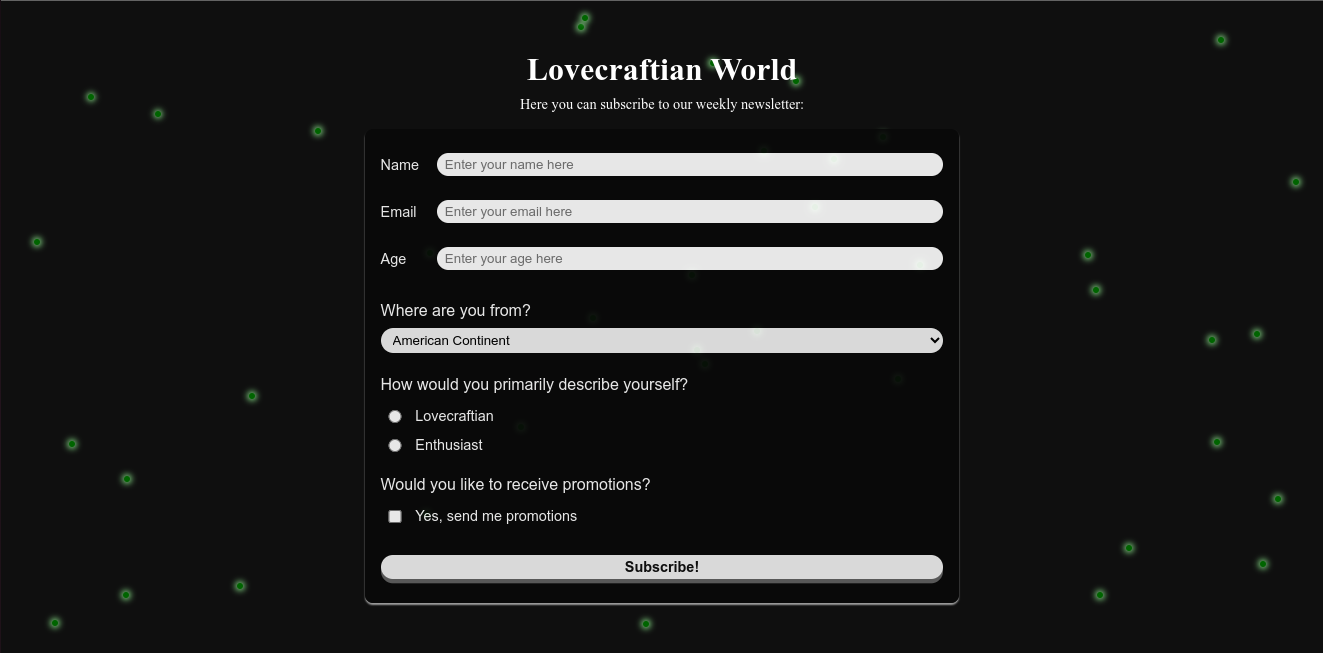 Lovecraftian World
Here you can subscribe to our weekly newsletter:
Name
Enter your name here
Email
Enter your email here
Age
Enter your age here
Where are you from?
American Continent
How would you primarily describe yourself?
Lovecraftian
Enthusiast
Would you like to receive promotions?
Yes, send me promotions
Subscribe!